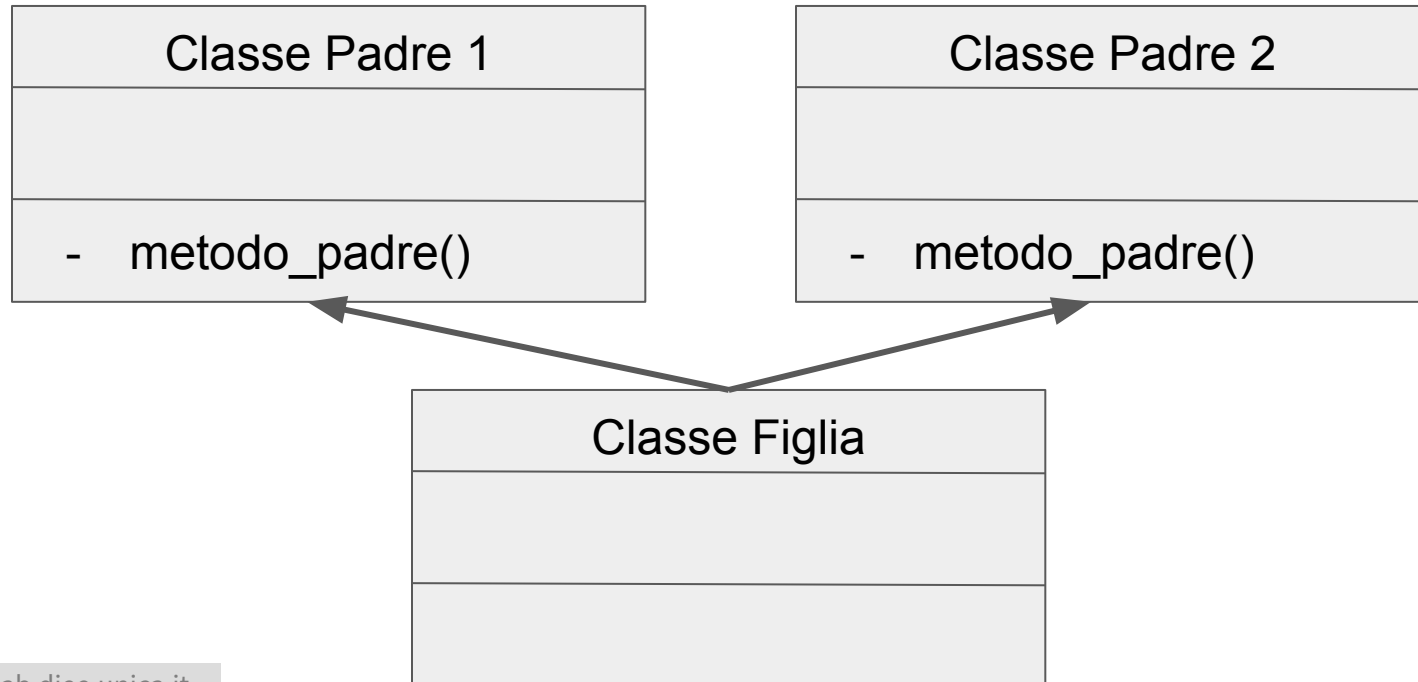 Classe Padre 1
Classe Padre 2
- metodo_padre()
- metodo_padre()
Classe Figlia